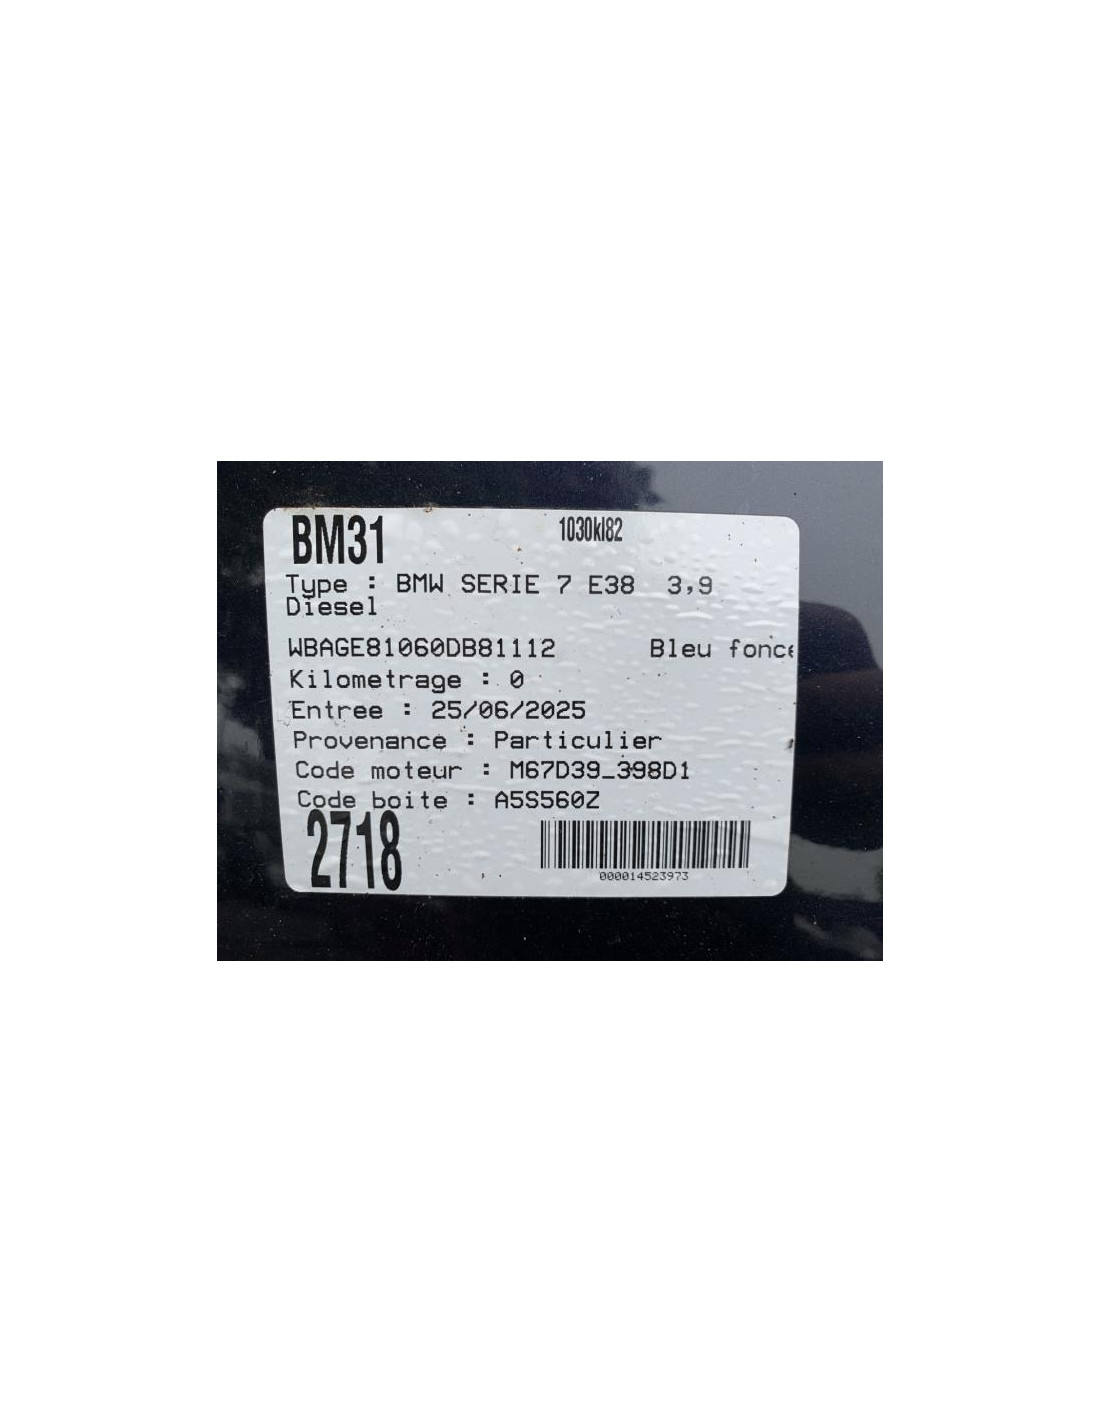 BM31
1030kl82
Type : BMW SERIE 7 E38 3,9
Diesel
WBAGE81060DB81112 Bleu fonce
Kilometrage : 0
Entree : 25/06/2025
Provenance : Particulier
Code moteur : M67D39_398D1
Code boite : A5S560Z
2718
000014523973